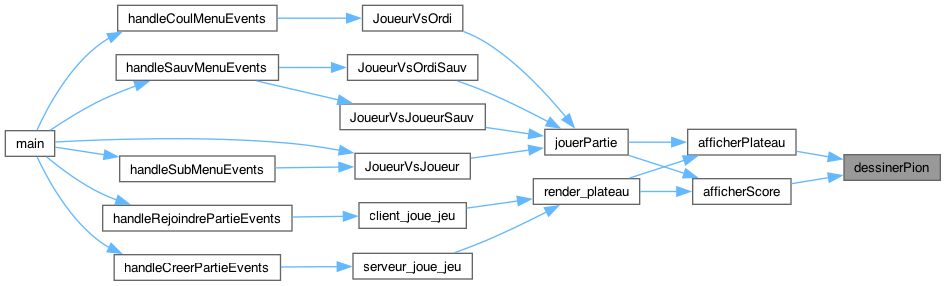 main
handleCoulMenuEvents
handleSauvMenuEvents
handleSubMenuEvents
handleRejoindrePartieEvents
handleCreerPartieEvents
JoueurVsOrdi
JoueurVsOrdiSauv
JoueurVsJoueurSauv
JoueurVsJoueur
client_joue_jeu
serveur_joue_jeu
jouerPartie
render_plateau
afficherPlateau
afficherScore
dessinerPion